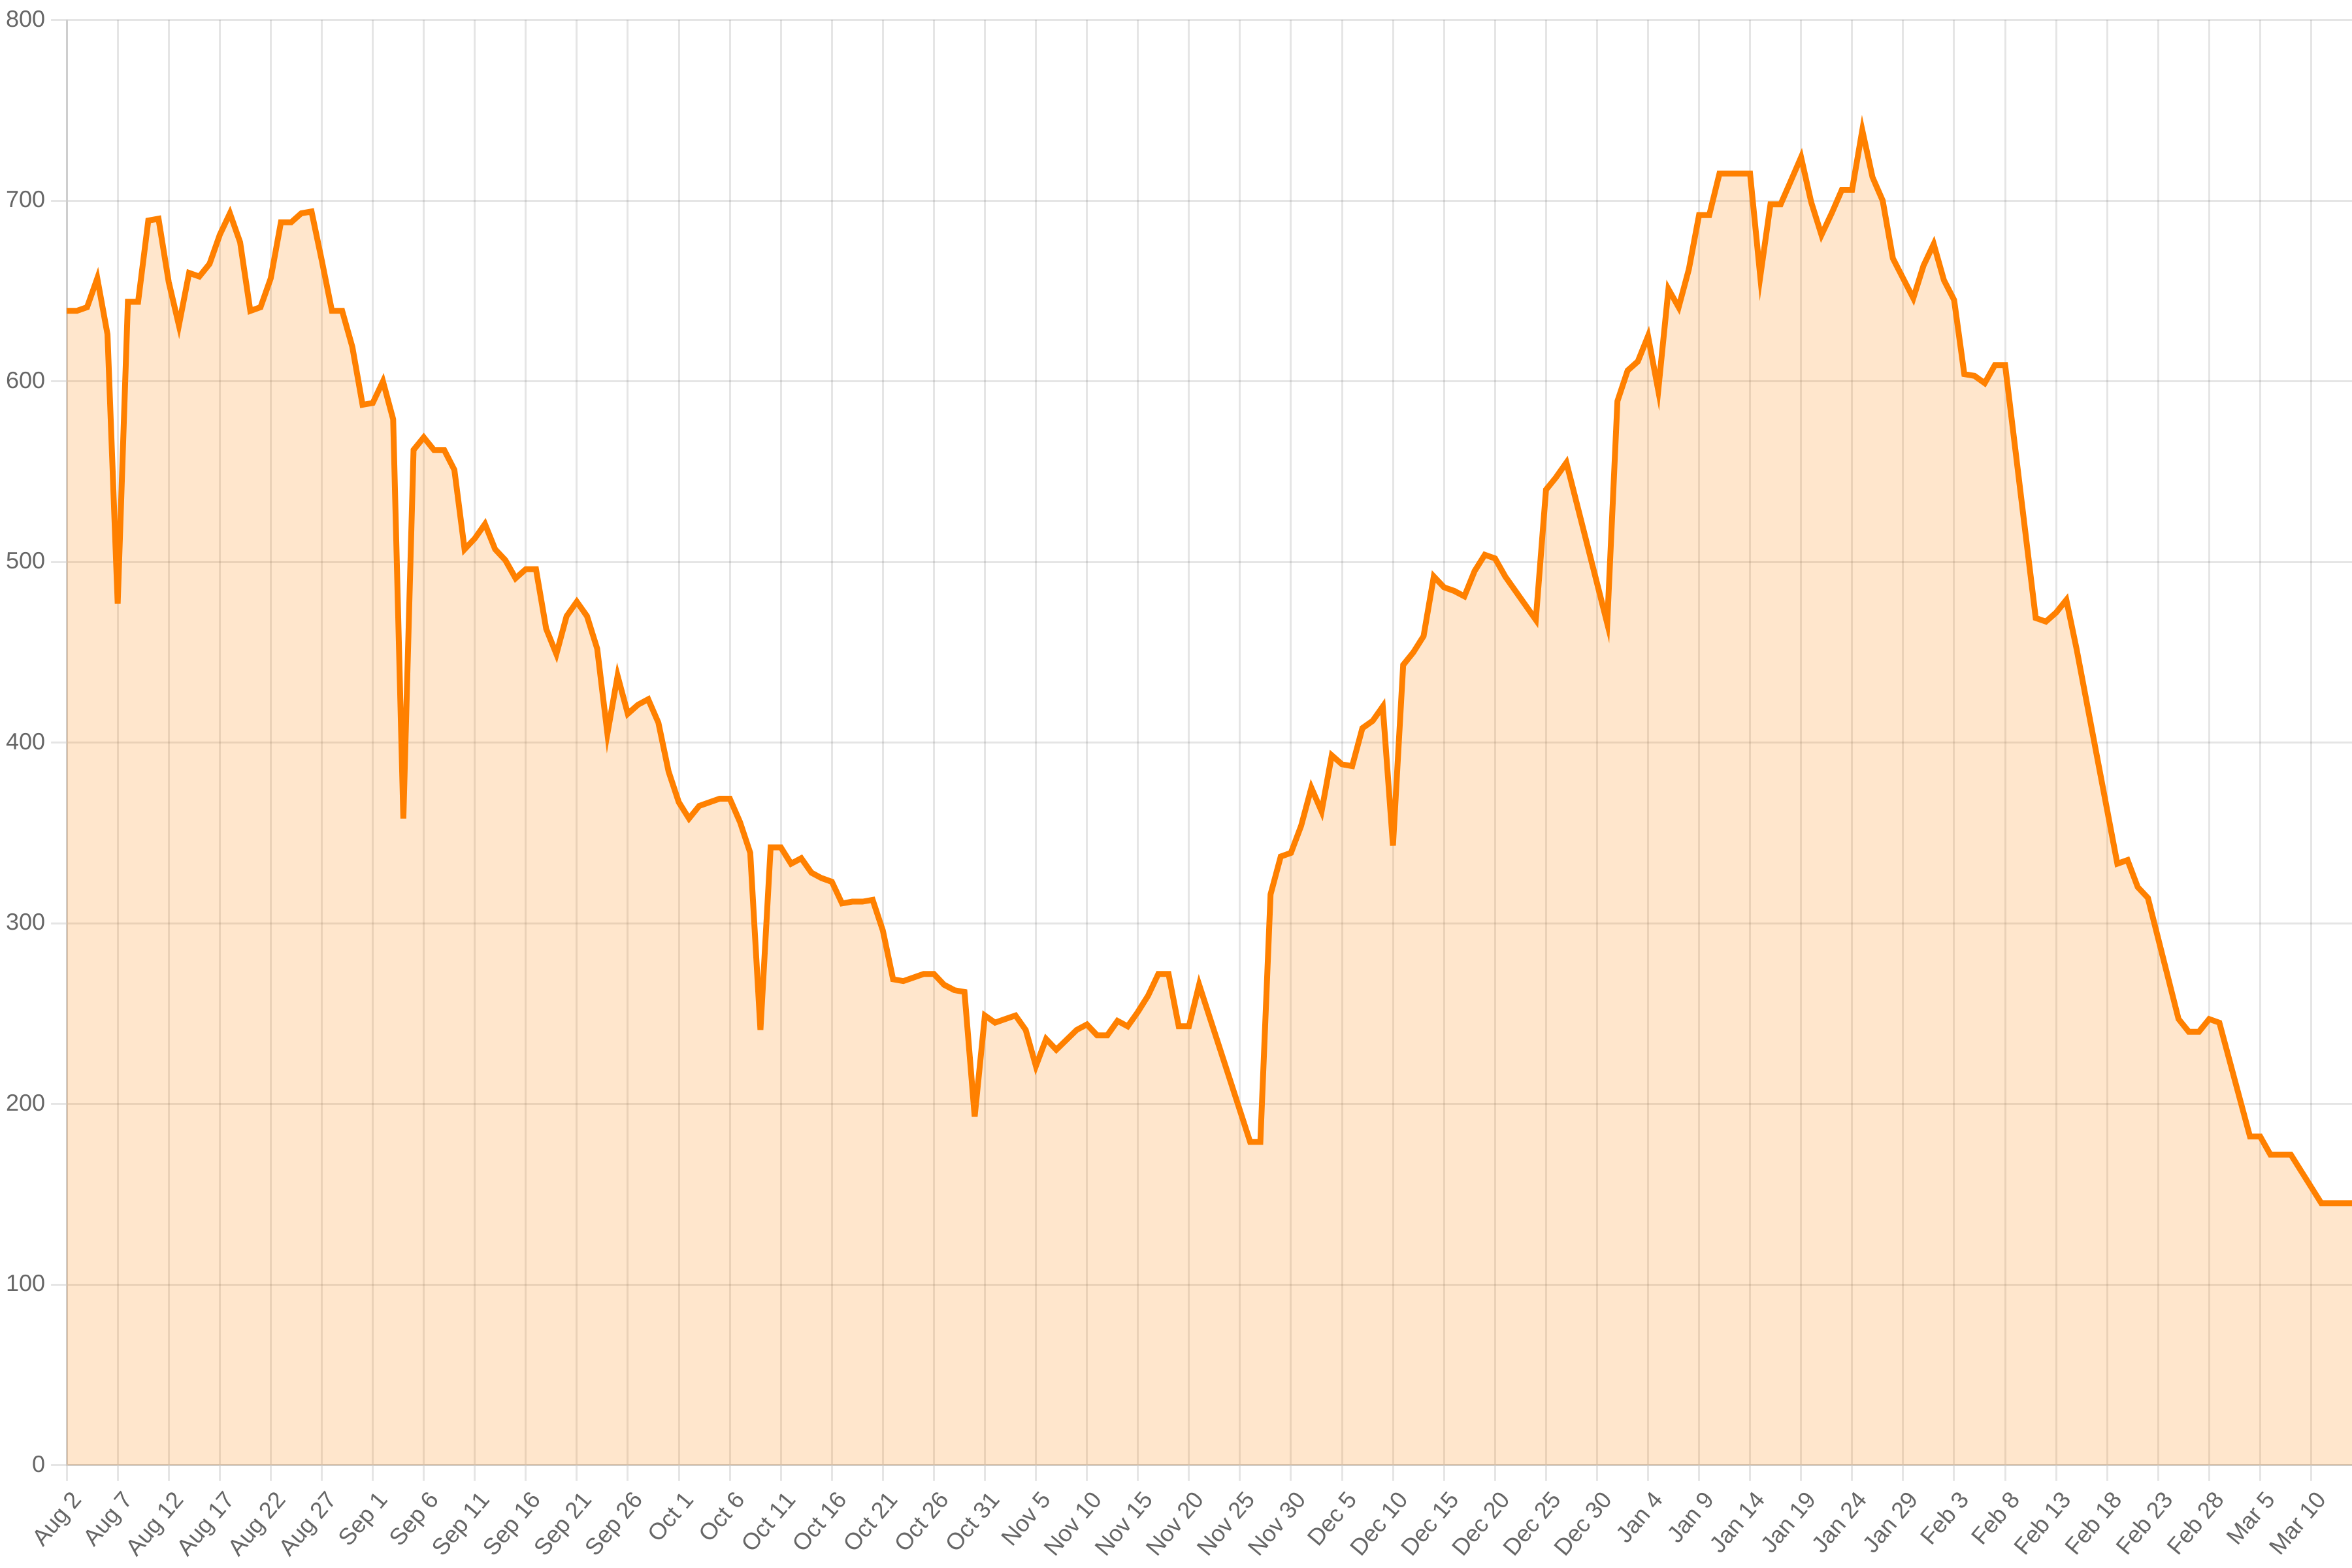 800
700
600
500
400
300
200
100
0
Aug 2
Aug 7
Aug 12
Aug 17
Aug 22
Aug 27
Sep 1
Sep 6
Sep 11
Sep 16
Sep 21
Sep 26
Oct 1
Oct 6
Oct 11
Oct 16
Oct 21
Oct 26
Oct 31
Nov 5
Nov 10
Nov 15
Nov 20
Nov 25
Nov 30
Dec 5
Dec 10
Dec 15
Dec 20
Dec 25
Dec 30
Jan 4
Jan 9
Jan 14
Jan 19
Jan 24
Jan 29
Feb 3
Feb 8
Feb 13
Feb 18
Feb 23
Feb 28
Mar 5
Mar 10